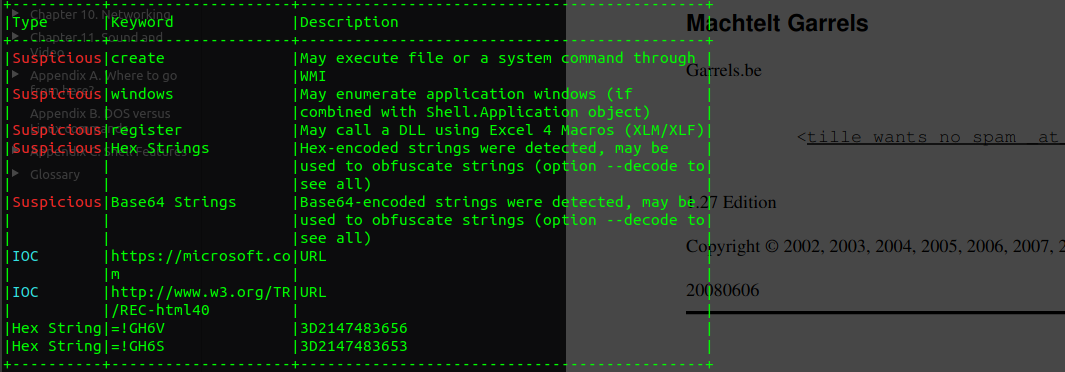 +----------+--------------------+---------------------------------------------+
|Type      |Keyword             |Description                                  |
+----------+--------------------+---------------------------------------------+
|Suspicious|create              |May execute file or a system command through |
|          |                    |WMI                                          |
|Suspicious|windows             |May enumerate application windows (if        |
|          |                    |combined with Shell.Application object)      |
|Suspicious|register            |May call a DLL using Excel 4 Macros (XLM/XLF)|
|Suspicious|Hex Strings         |Hex-encoded strings were detected, may be    |
|          |                    |used to obfuscate strings (option --decode to|
|          |                    |see all)                                     |
|Suspicious|Base64 Strings      |Base64-encoded strings were detected, may be |
|          |                    |used to obfuscate strings (option --decode to|
|          |                    |see all)                                     |
|IOC       |https://microsoft.co|URL                                          |
|          |m                   |                                             |
|IOC       |http://www.w3.org/TR|URL                                          |
|          |/REC-html40         |                                             |
|Hex String|=!GH6V              |3D2147483656                                 |
|Hex String|=!GH6S              |3D2147483653                                 |
+----------+--------------------+---------------------------------------------+
Chapter 10. Networking
Chapter 11. Sound and
Video
Appendix A. Where to go
from here?
Appendix B. DOS versus
Appendix C. Shell Features
Glossary
Machtelt Garrels
Garrels.be
<tille wants no spam _at
1.27 Edition
Copyright © 2002, 2003, 2004, 2005, 2006, 2007, 2
20080606